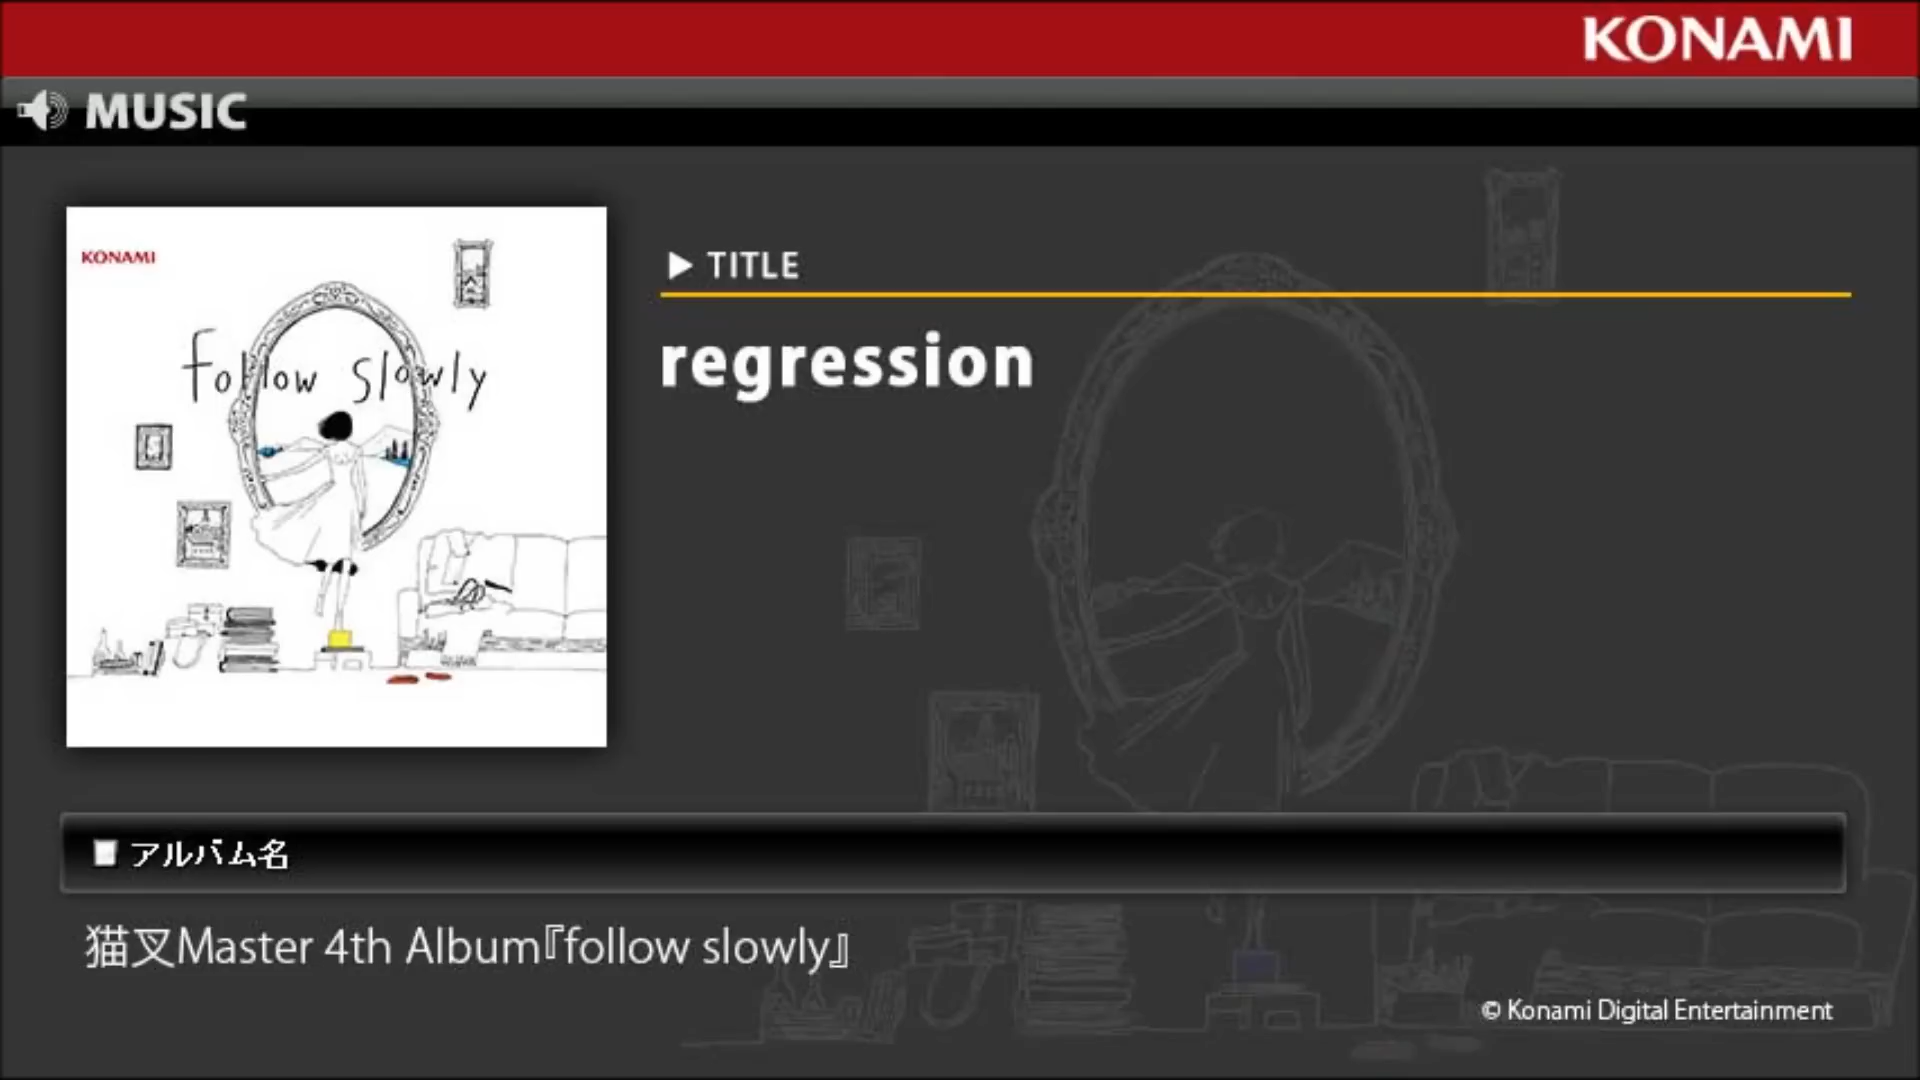 KONAMI
MUSIC
KONAMI
follow slowly
▶ TITLE
regression
アルバム名
猫叉Master 4th Album『follow slowly』
© Konami Digital Entertainment